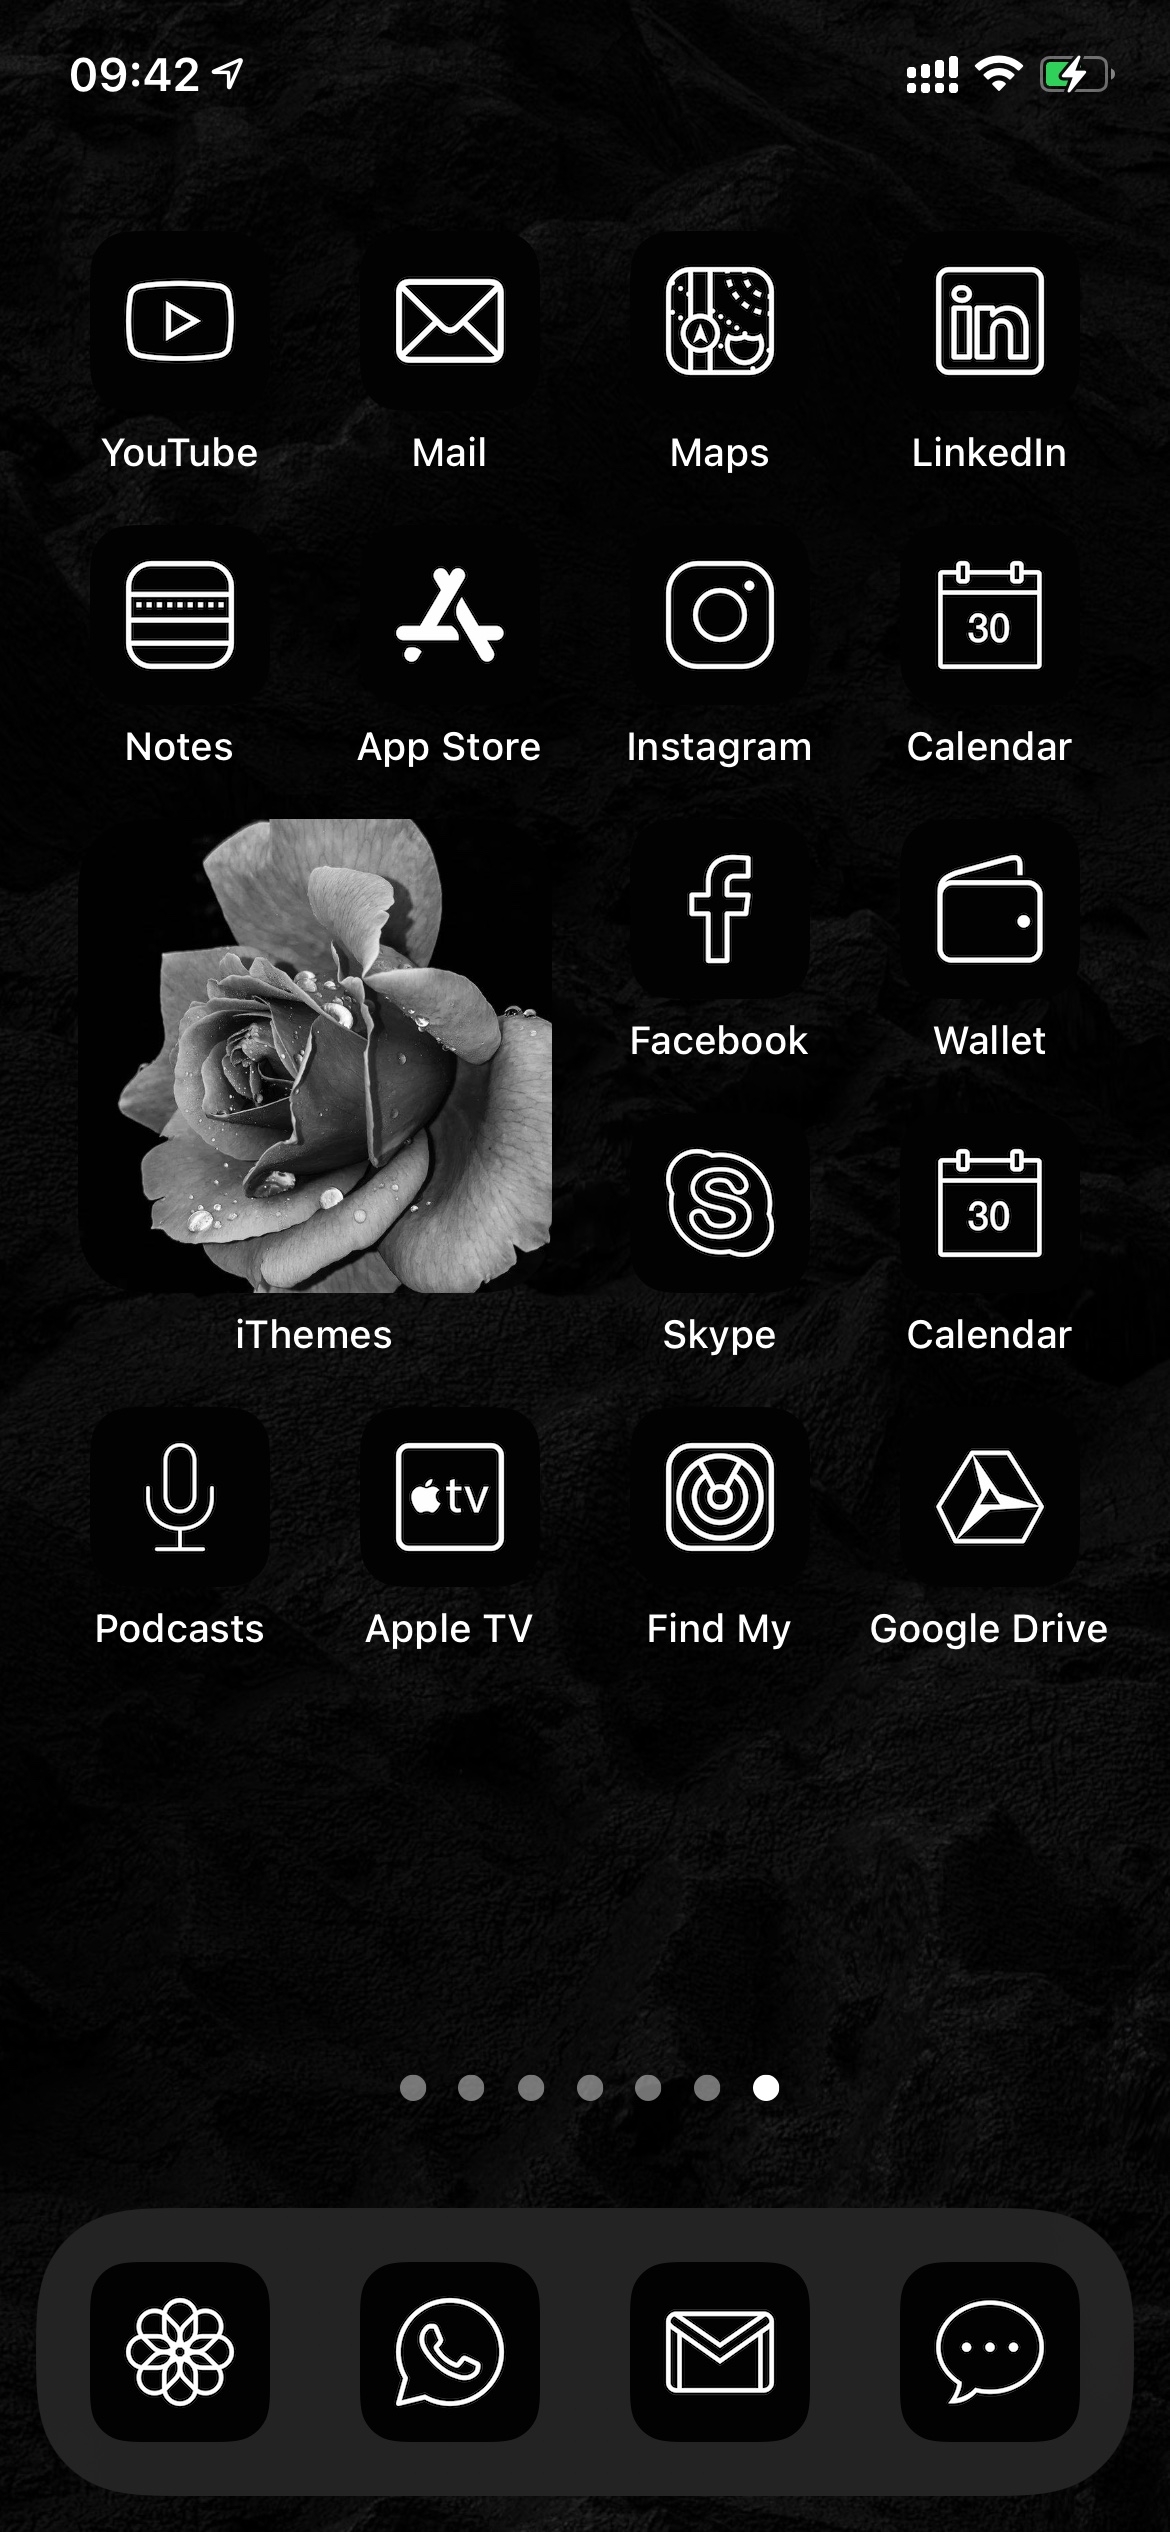 09:42
YouTube Mail Maps LinkedIn
in
Notes App Store Instagram Calendar
30
Facebook Wallet
S 30
iThemes Skype Calendar
tv
Podcasts Apple TV Find My Google Drive